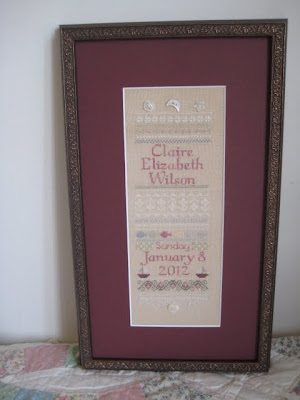 Claire
Elizabeth
Wilson
Sunday
January 8
2012